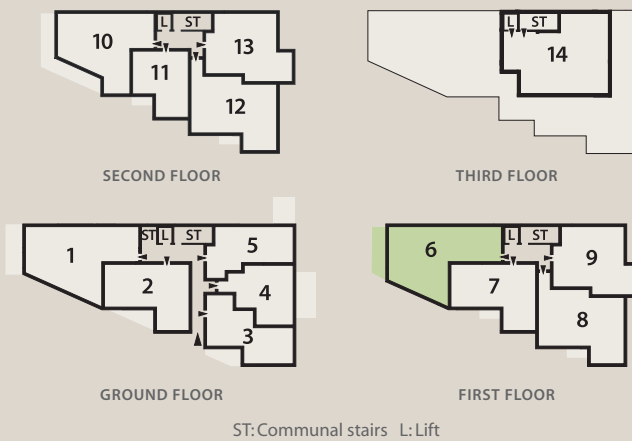 L ST
10
11
13
12
SECOND FLOOR
L ST
14
THIRD FLOOR
ST L ST
1
2
5
4
3
GROUND FLOOR
L ST
6
7
9
8
FIRST FLOOR
ST: Communal stairs L: Lift